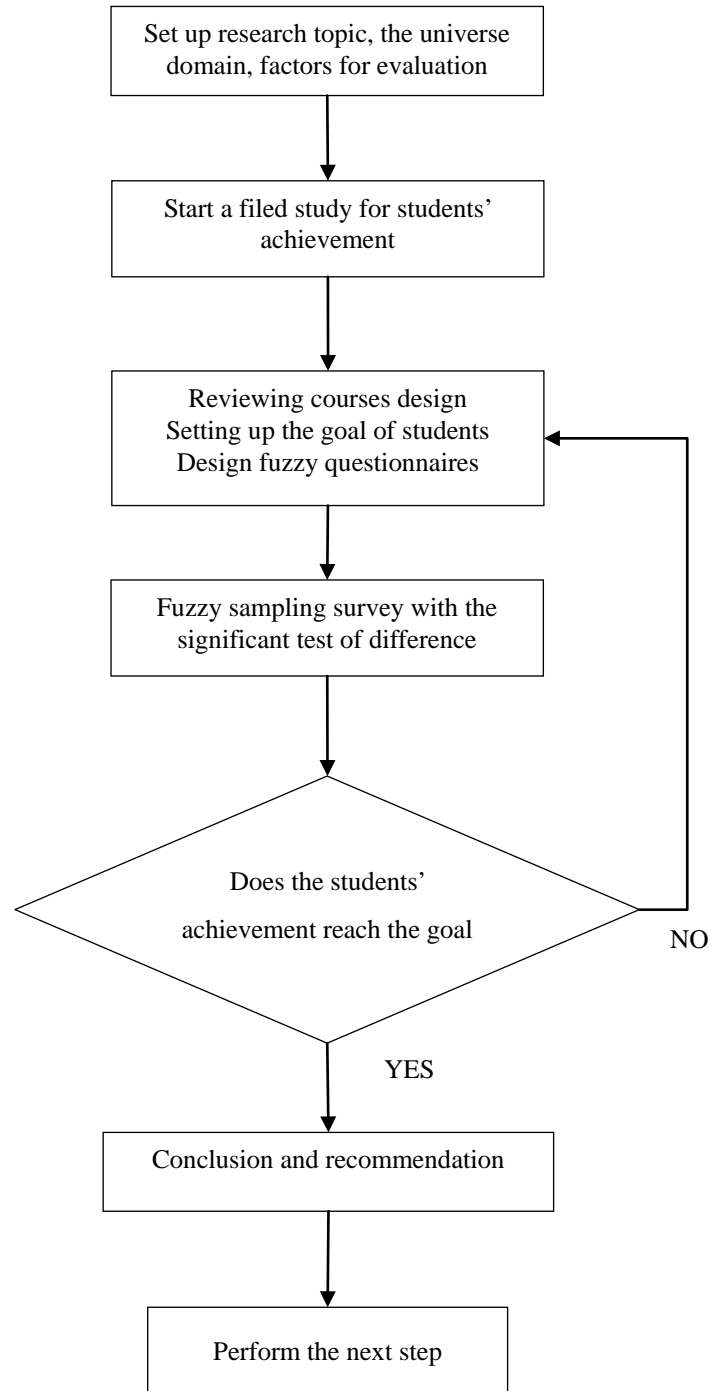 Set up research topic, the universe
domain, factors for evaluation
Start a filed study for students’
achievement
Reviewing courses design
Setting up the goal of students
Design fuzzy questionnaires
Fuzzy sampling survey with the
significant test of difference
Does the students’
achievement reach the goal
NO
YES
Conclusion and recommendation
Perform the next step